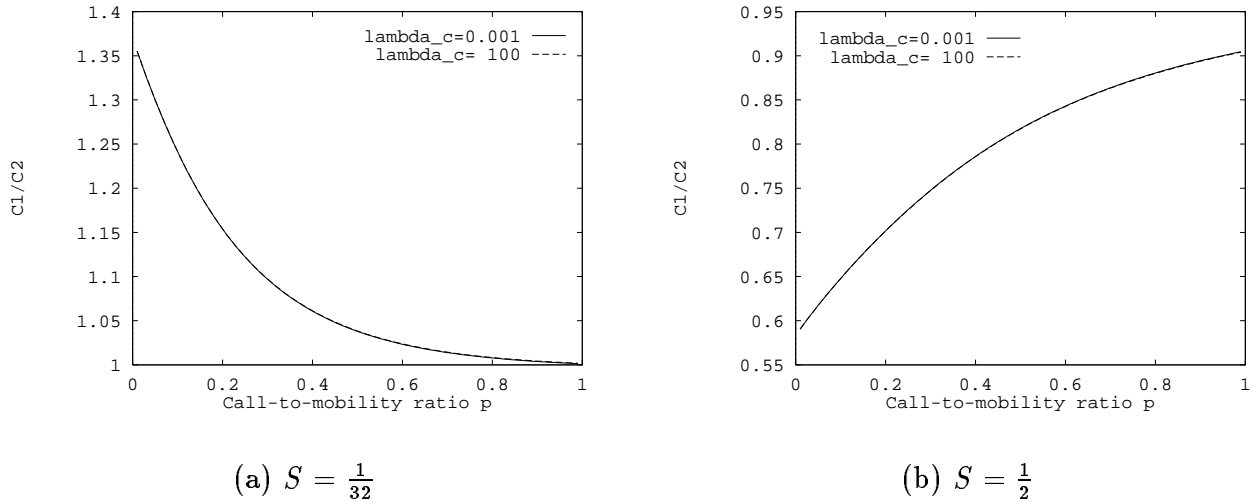 1.4
1.35
1.3
1.25
1.2
1.15
1.1
1.05
1
C1/C2
lambda_c=0.001
lambda_c= 100
0 0.2 0.4 0.6 0.8 1
Call-to-mobility ratio p
(a) S = 1/32
0.95
0.9
0.85
0.8
0.75
0.7
0.65
0.6
0.55
C1/C2
lambda_c=0.001
lambda_c= 100
0 0.2 0.4 0.6 0.8 1
Call-to-mobility ratio p
(b) S = 1/2